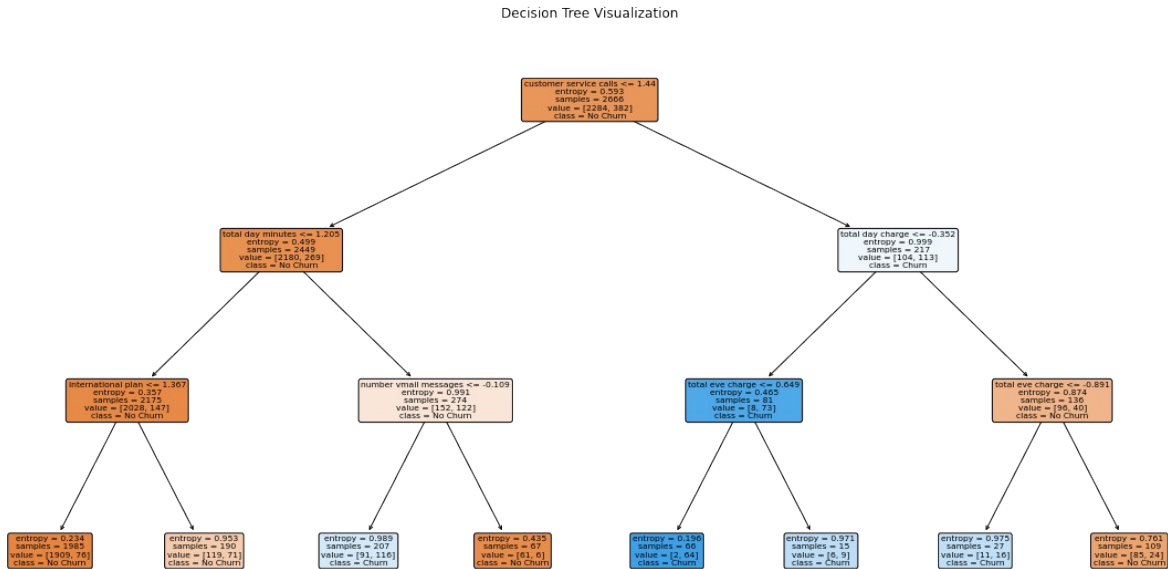 Decision Tree Visualization
customer service calls <= 1.44
entropy = 0.593
samples = 2666
value = [2284, 382]
class = No Churn
total day minutes <= 1.205
entropy = 0.499
samples = 2449
value = [2180, 269]
class = No Churn
total day charge <= -0.352
entropy = 0.999
samples = 217
value = [104, 113]
class = Churn
international plan <= 1.367
entropy = 0.357
samples = 2175
value = [2028, 147]
class = No Churn
number vmail messages <= -0.109
entropy = 0.991
samples = 274
value = [152, 122]
class = No Churn
total eve charge <= 0.649
entropy = 0.465
samples = 81
value = [8, 73]
class = Churn
total eve charge <= -0.891
entropy = 0.874
samples = 136
value = [96, 40]
class = No Churn
entropy = 0.234
samples = 1985
value = [1909, 76]
class = No Churn
entropy = 0.953
samples = 190
value = [119, 71]
class = No Churn
entropy = 0.989
samples = 207
value = [91, 116]
class = Churn
entropy = 0.435
samples = 67
value = [61, 6]
class = No Churn
entropy = 0.196
samples = 66
value = [2, 64]
class = Churn
entropy = 0.971
samples = 15
value = [6, 9]
class = Churn
entropy = 0.975
samples = 27
value = [11, 16]
class = Churn
entropy = 0.761
samples = 109
value = [85, 24]
class = No Churn